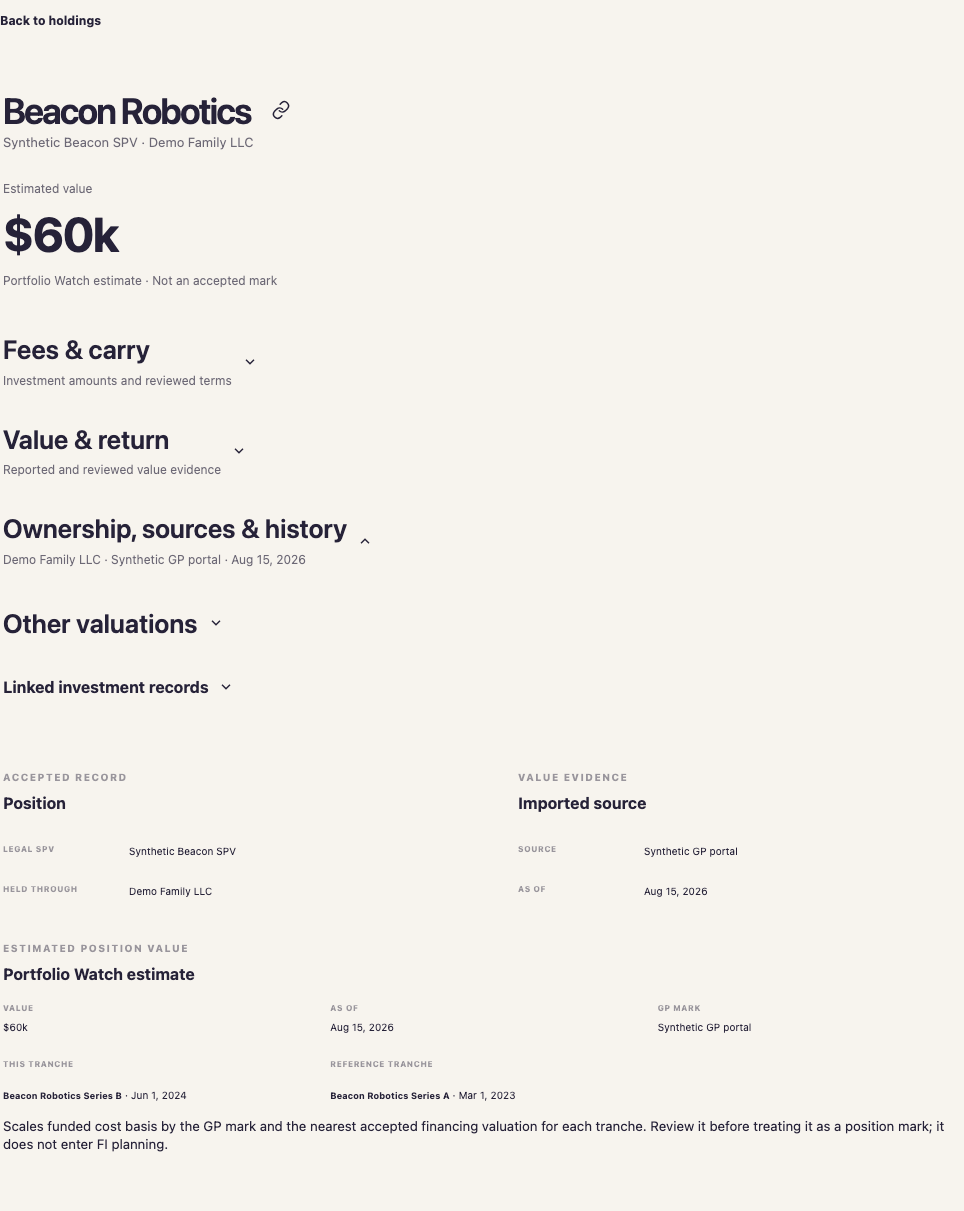 Back to holdings
Beacon Robotics
Synthetic Beacon SPV · Demo Family LLC
Estimated value
$60k
Portfolio Watch estimate · Not an accepted mark
Fees & carry
Investment amounts and reviewed terms
Value & return
Reported and reviewed value evidence
Ownership, sources & history
Demo Family LLC · Synthetic GP portal · Aug 15, 2026
Other valuations
Linked investment records
ACCEPTED RECORD
Position
LEGAL SPV Synthetic Beacon SPV
HELD THROUGH Demo Family LLC
VALUE EVIDENCE
Imported source
SOURCE Synthetic GP portal
AS OF Aug 15, 2026
ESTIMATED POSITION VALUE
Portfolio Watch estimate
VALUE AS OF GP MARK
$60k Aug 15, 2026 Synthetic GP portal
THIS TRANCHE REFERENCE TRANCHE
Beacon Robotics Series B · Jun 1, 2024 Beacon Robotics Series A · Mar 1, 2023
Scales funded cost basis by the GP mark and the nearest accepted financing valuation for each tranche. Review it before treating it as a position mark; it
does not enter FI planning.